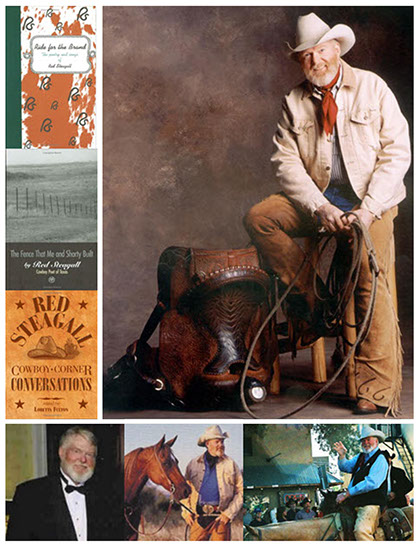 Ride for the Brand
The poetry and songs
of
Red Steagall
The Fence That Me and Shorty Built
by Red Steagall
Cowboy Poet of Texas
RED
STEAGALL
COWBOY CORNER
CONVERSATIONS
LORETTA FULTON